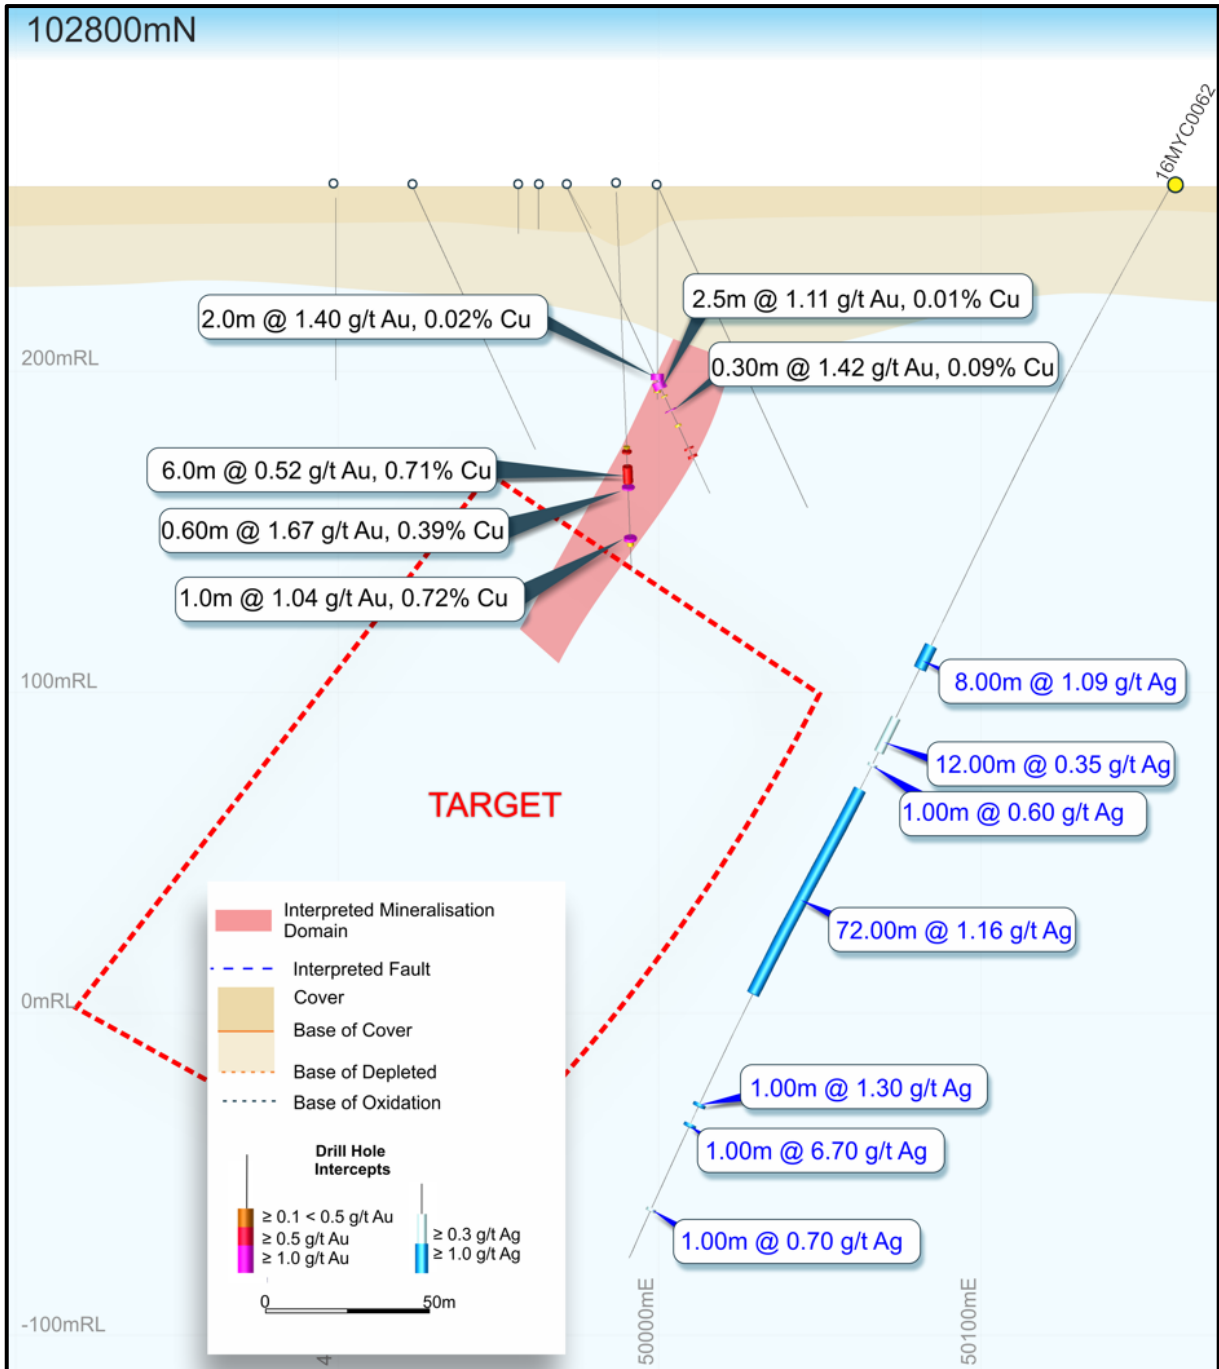 102800mN
16MYC0062
2.5m @ 1.11 g/t Au, 0.01% Cu
2.0m @ 1.40 g/t Au, 0.02% Cu
200mRL
0.30m @ 1.42 g/t Au, 0.09% Cu
6.0m @ 0.52 g/t Au, 0.71% Cu
0.60m @ 1.67 g/t Au, 0.39% Cu
1.0m @ 1.04 g/t Au, 0.72% Cu
100mRL
8.00m @ 1.09 g/t Ag
12.00m @ 0.35 g/t Ag
1.00m @ 0.60 g/t Ag
TARGET
72.00m @ 1.16 g/t Ag
0mRL
1.00m @ 1.30 g/t Ag
1.00m @ 6.70 g/t Ag
1.00m @ 0.70 g/t Ag
Interpreted Mineralisation
Domain
Interpreted Fault
Cover
Base of Cover
Base of Depleted
Base of Oxidation
Drill Hole
Intercepts
≥ 0.1 < 0.5 g/t Au
≥ 0.5 g/t Au
≥ 1.0 g/t Au
≥ 0.3 g/t Ag
≥ 1.0 g/t Ag
0 50m
-100mRL
50000mE
50100mE